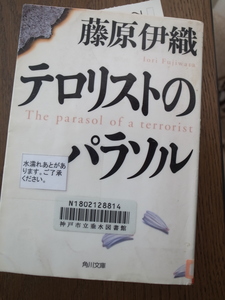 藤原伊織
Iori Fujiwara
テロリストの
The parasol of a terrorist
パラソル
水濡れあとがあ
ります。ご了承
ください。
N1802128814
神戸市立垂水図書館
角川文庫